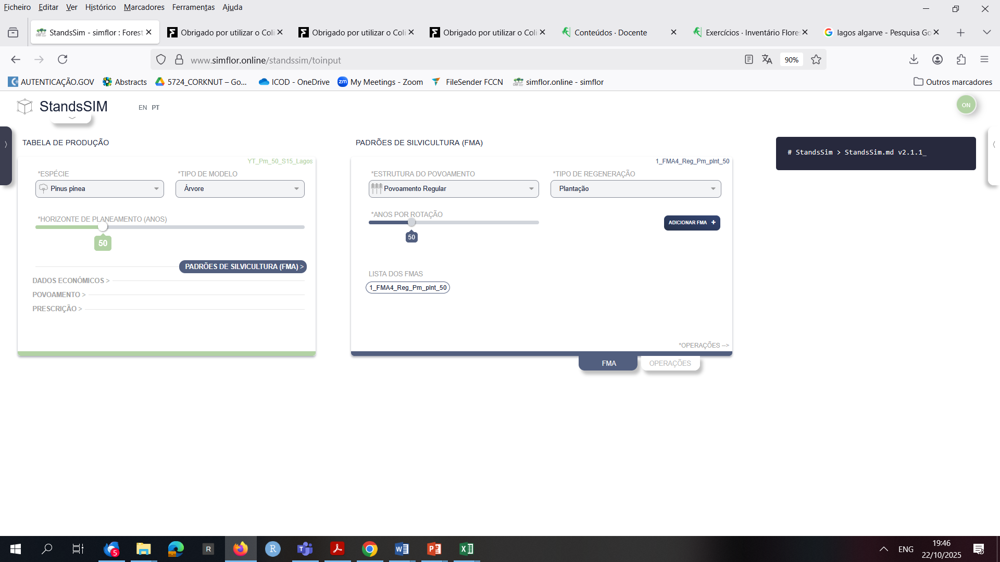 Ficheiro Editar Ver Histórico Marcadores Ferramentas Ajuda
StandsSim - simflor : Forest
Obrigado por utilizar o Coli
Obrigado por utilizar o Coli
Obrigado por utilizar o Coli
Conteúdos · Docente
Exercícios · Inventário Flores
lagos algarve - Pesquisa Go
www.simflor.online/standssim/toinput
90%
AUTENTICAÇÃO.GOV
Abstracts
5724_CORKNUT – Go...
ICOD - OneDrive
zm My Meetings - Zoom
FileSender FCCN
simflor.online - simflor
Outros marcadores
StandsSIM
EN PT
ON
TABELA DE PRODUÇÃO
YT_Pm_50_S15_Lagos
*ESPÉCIE
*TIPO DE MODELO
Pinus pinea
Árvore
*HORIZONTE DE PLANEAMENTO (ANOS)
50
PADRÕES DE SILVICULTURA (FMA) >
DADOS ECONÓMICOS >
POVOAMENTO >
PRESCRIÇÃO >
PADRÕES DE SILVICULTURA (FMA)
1_FMA4_Reg_Pm_plnt_50
*ESTRUTURA DO POVOAMENTO
*TIPO DE REGENERAÇÃO
Povoamento Regular
Plantação
*ANOS POR ROTAÇÃO
50
ADICIONAR FMA +
LISTA DOS FMAS
1_FMA4_Reg_Pm_plnt_50
*OPERAÇÕES -->
FMA
OPERAÇÕES
# StandsSim > StandsSim.md v2.1.1_
5
R
R
ENG
19:46
22/10/2025